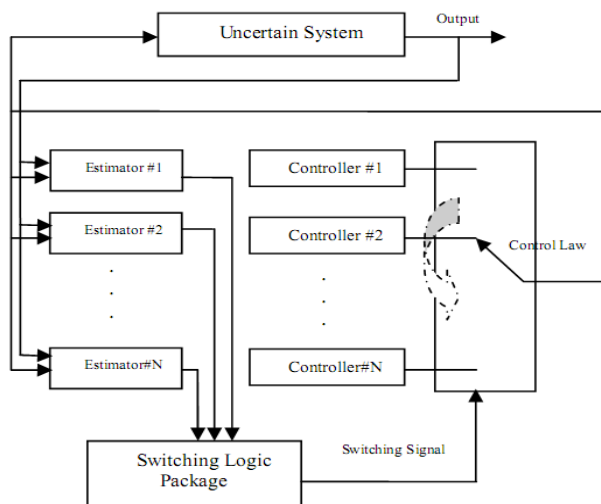 Uncertain System
Output
Estimator #1
Controller #1
Estimator #2
Controller #2
Control Law
Estimator#N
Controller#N
Switching Signal
Switching Logic
Package